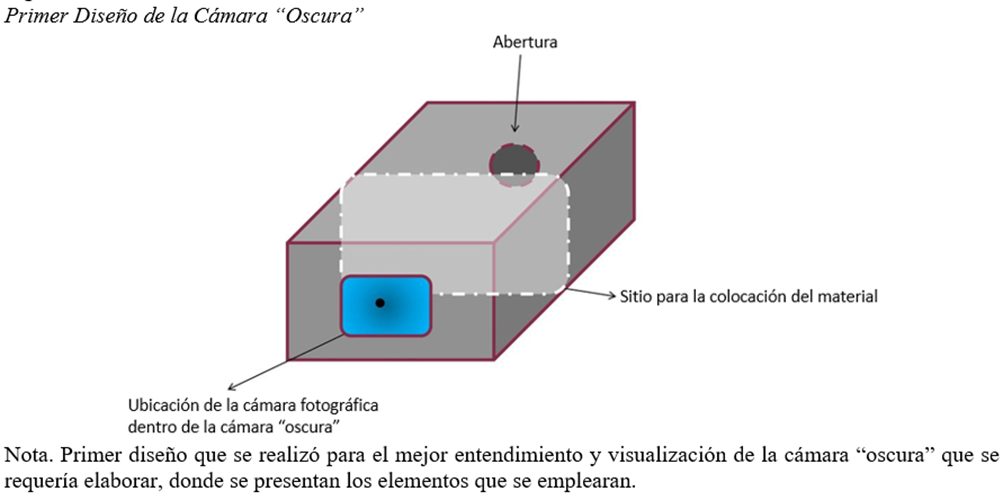 Primer Diseño de la Cámara “Oscura”
Abertura
Sitio para la colocación del material
Ubicación de la cámara fotográfica
dentro de la cámara “oscura”
Nota. Primer diseño que se realizó para el mejor entendimiento y visualización de la cámara “oscura” que se
requería elaborar, donde se presentan los elementos que se emplearan.